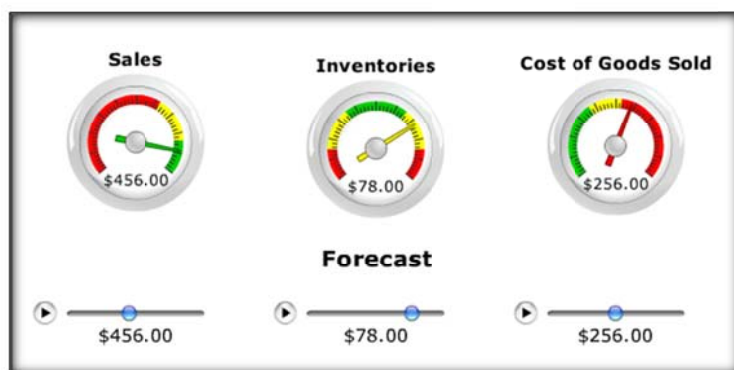 Sales
Inventories
Cost of Goods Sold
$456.00
$78.00
$256.00
Forecast
$456.00
$78.00
$256.00